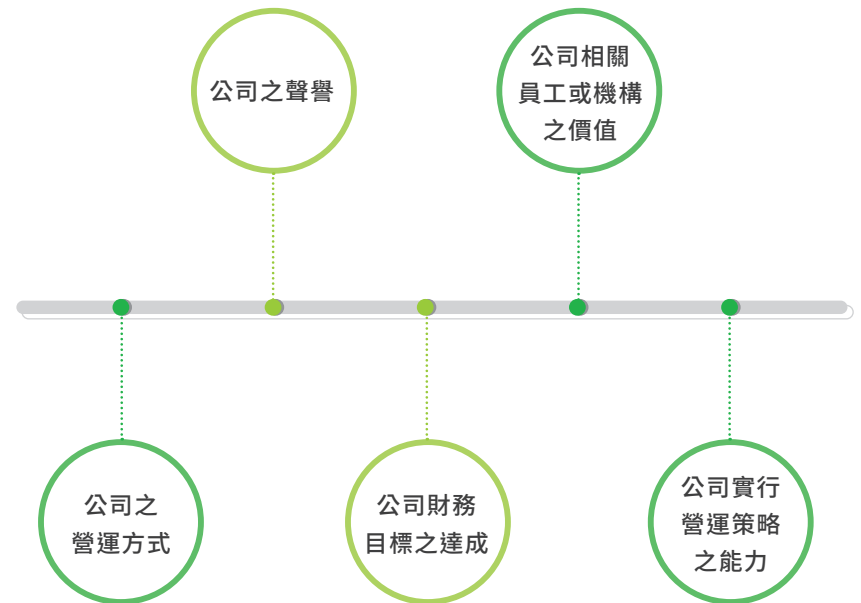 公司之聲譽
公司相關
員工或機構
之價值
公司之
營運方式
公司財務
目標之達成
公司實行
營運策略
之能力